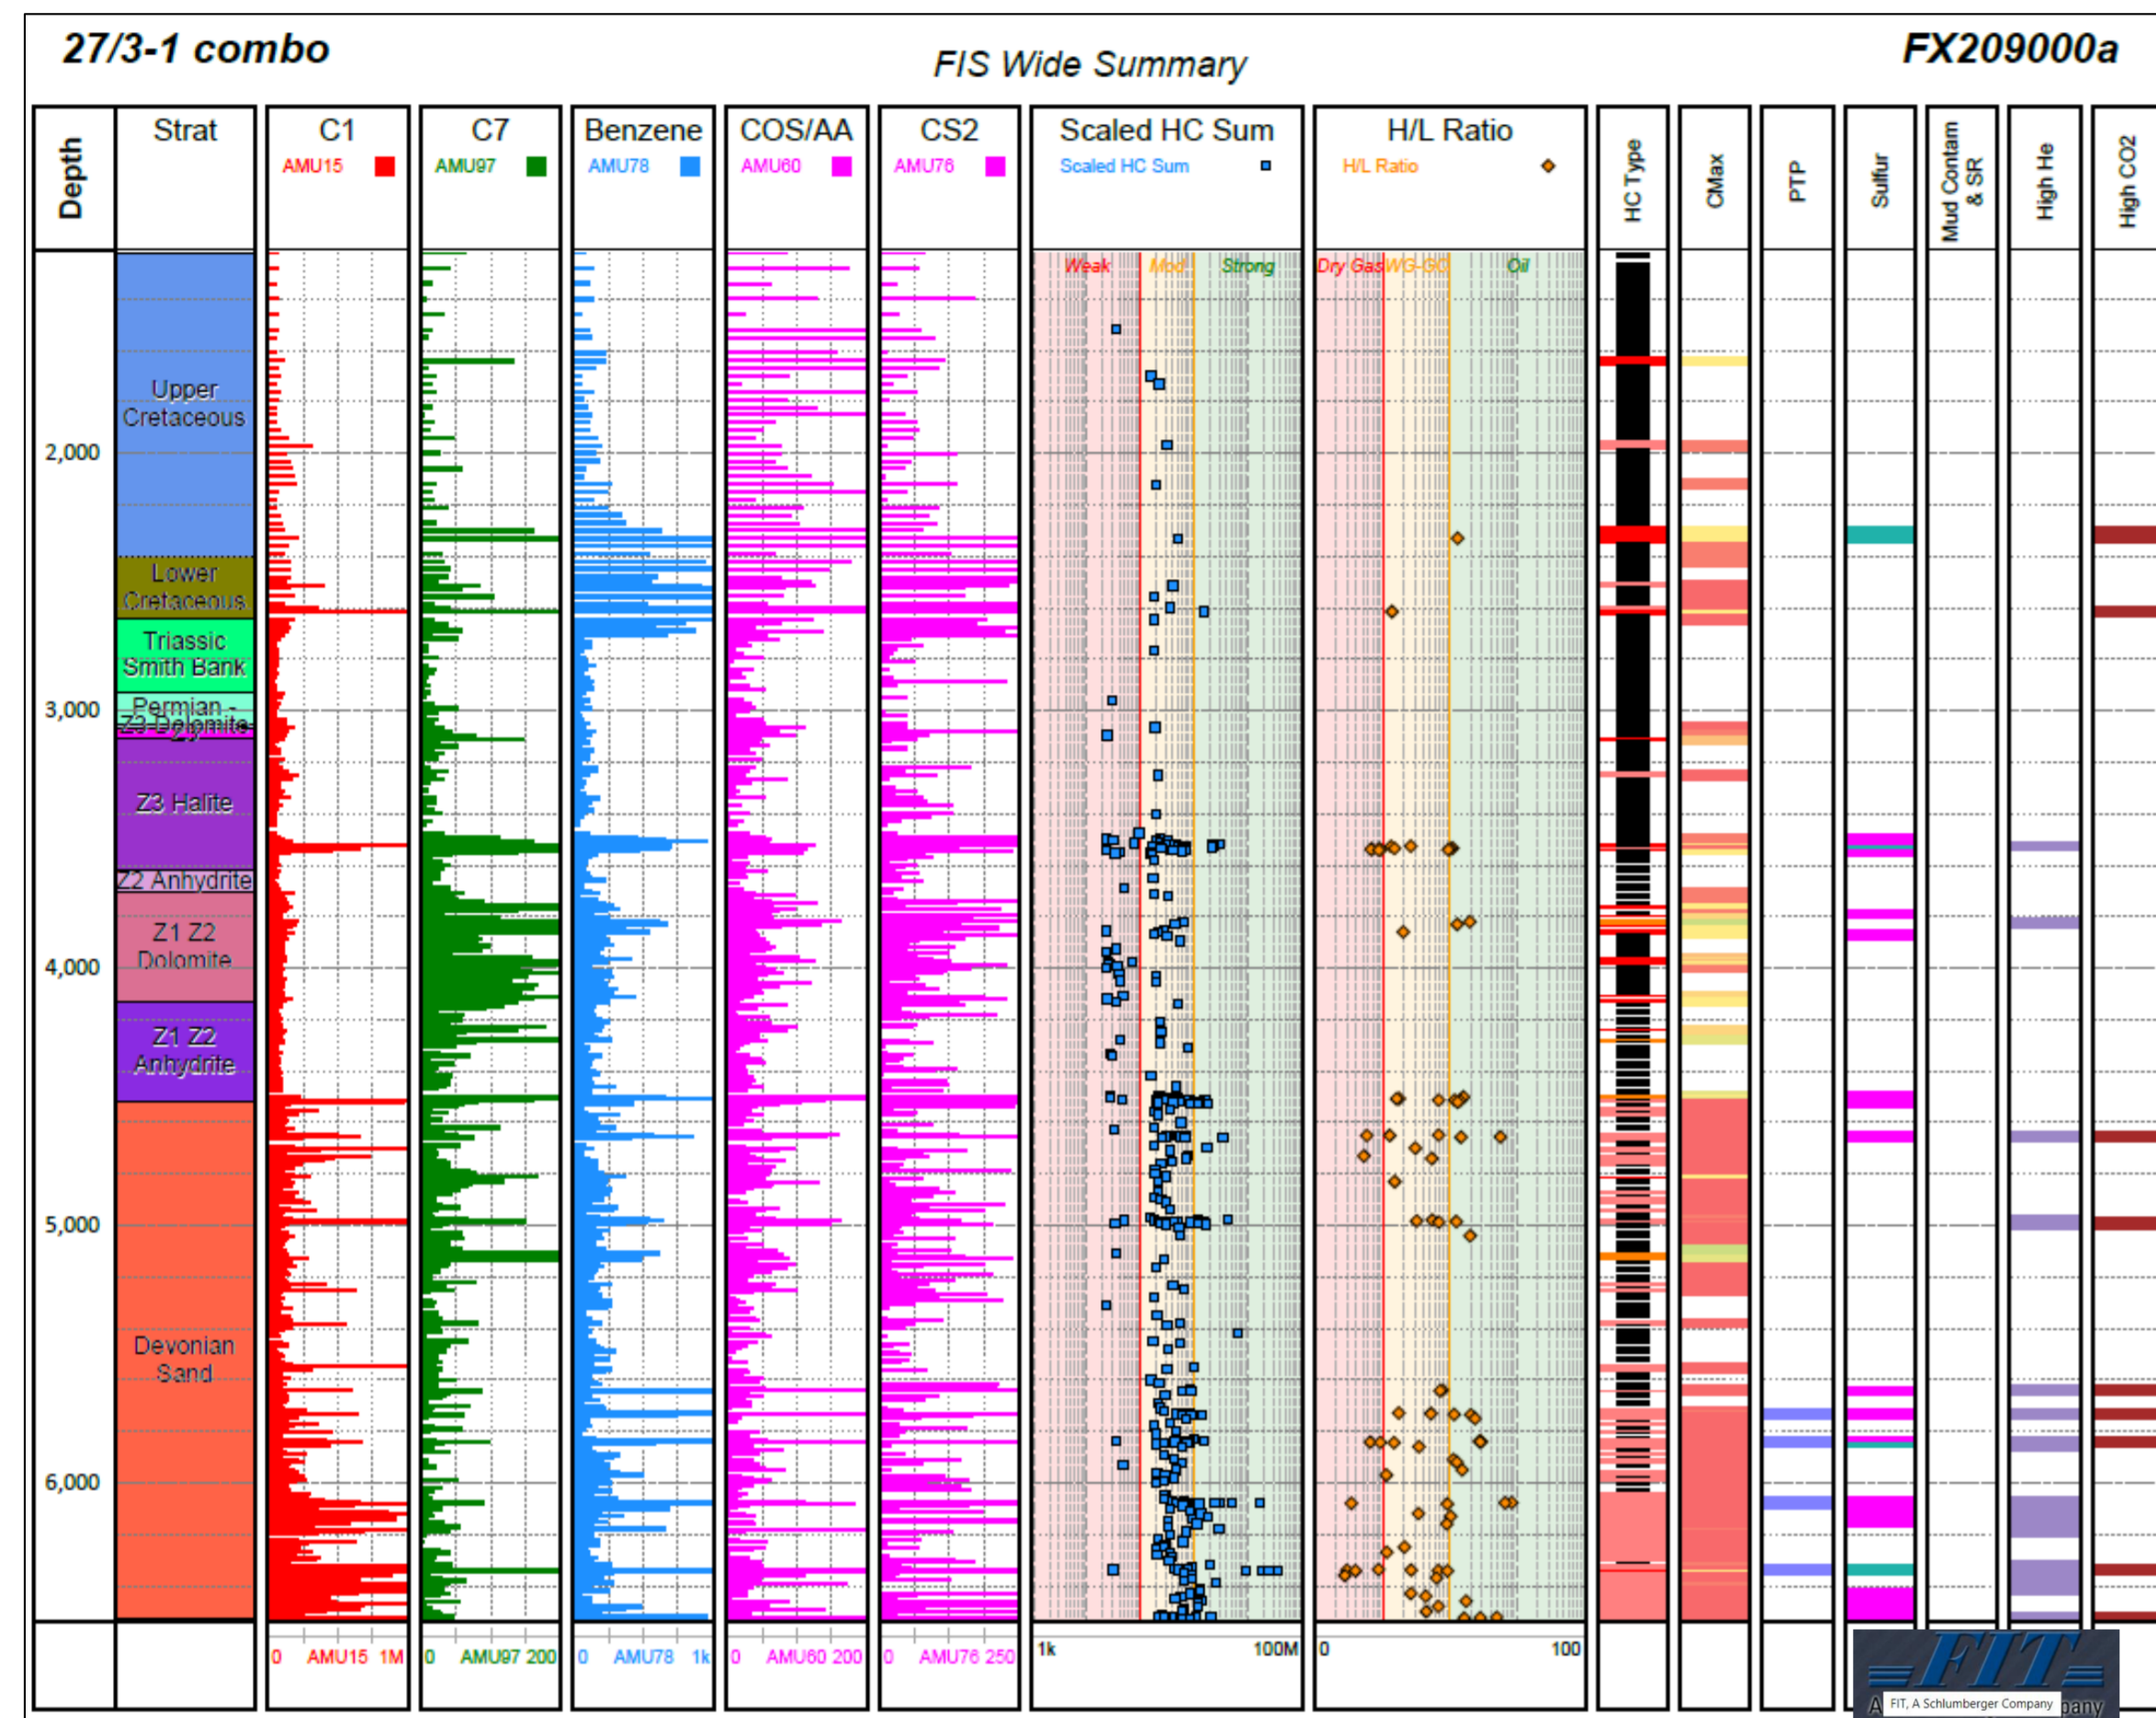 27/3-1 combo
FIS Wide Summary
FX209000a
Depth
Strat
C1
AMU15
C7
AMU97
Benzene
AMU78
COS/AA
AMU60
CS2
AMU76
Scaled HC Sum
Scaled HC Sum
H/L Ratio
H/L Ratio
HC Type
CMax
PTP
Sulfur
Mud Contam
& SR
High He
High CO2
Weak
Mod
Strong
Dry Gas
WG-GC
Oil
Upper
Cretaceous
2,000
Lower
Cretaceous
Triassic
Smith Bank
Permian -
3,000
Z3 Dolomite
Z3 Halite
Z2 Anhydrite
Z1 Z2
Dolomite
4,000
Z1 Z2
Anhydrite
5,000
Devonian
Sand
6,000
0 AMU15 1M
0 AMU97 200
0 AMU78 1k
0 AMU60 200
0 AMU76 250
1k 100M
0 100
FIT
FIT, A Schlumberger Company